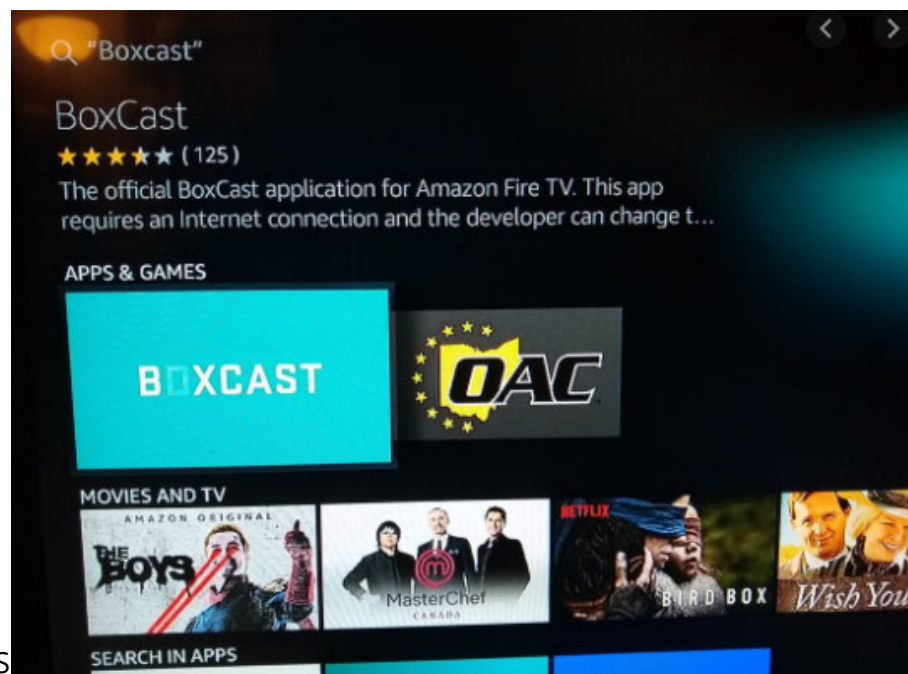 "Boxcast"
BoxCast
(125)
The official BoxCast application for Amazon Fire TV. This app
requires an Internet connection and the developer can change t...
APPS & GAMES
BOXCAST
OAC
MOVIES AND TV
AMAZON ORIGINAL
THE
BOYS
MasterChef
CANADA
NETFLIX
BIRD BOX
Wish You
SEARCH IN APPS
S